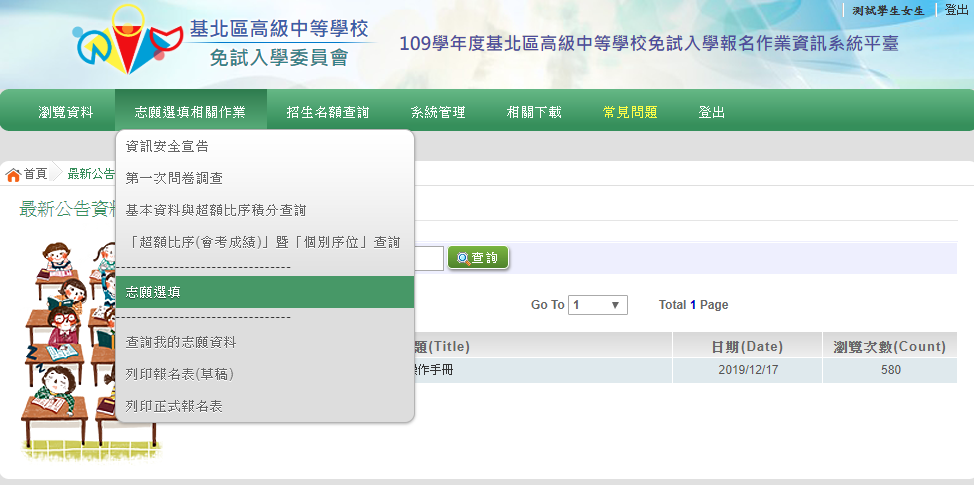 測試學生女生 登出
基北區高級中等學校
免試入學委員會
109學年度基北區高級中等學校免試入學報名作業資訊系統平臺
瀏覽資料 志願選填相關作業 招生名額查詢 系統管理 相關下載 常見問題 登出
資訊安全宣告
首頁 最新公告
第一次問卷調查
最新公告資料
基本資料與超額比序積分查詢
「超額比序(會考成績)」暨「個別序位」查詢
查詢
------------------------------
志願選填
Go To 1 Total 1 Page
------------------------------
查詢我的志願資料
題(Title) 日期(Date) 瀏覽次數(Count)
操作手冊 2019/12/17 580
列印報名表(草稿)
列印正式報名表